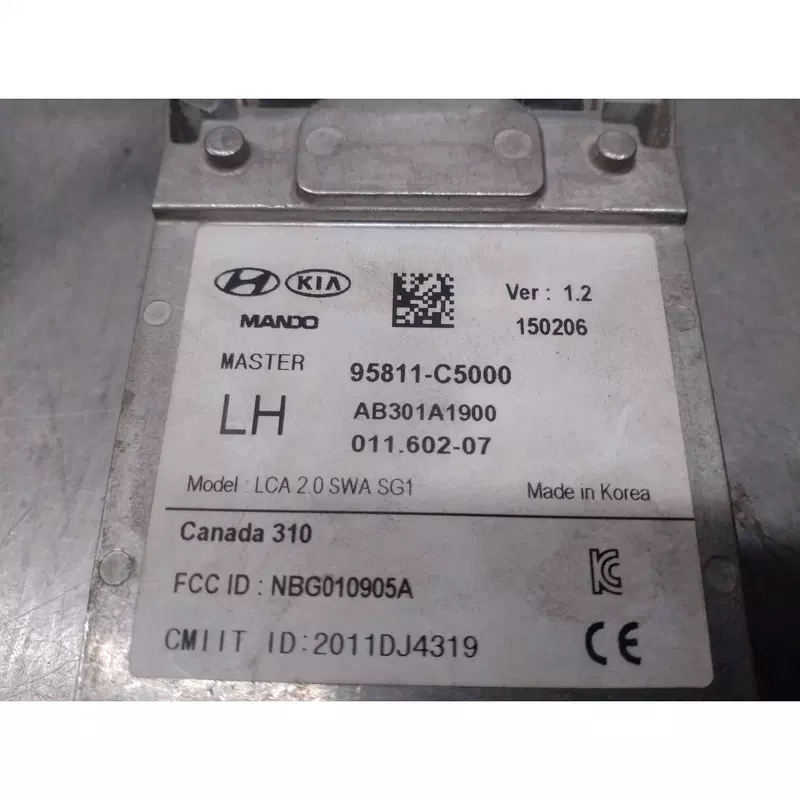 KIA
MANDO
Ver : 1.2
150206
MASTER
95811-C5000
LH
AB301A1900
011.602-07
Model : LCA 2.0 SWA SG1
Made in Korea
Canada 310
FCC ID : NBG010905A
CMIIT ID:2011DJ4319
CE